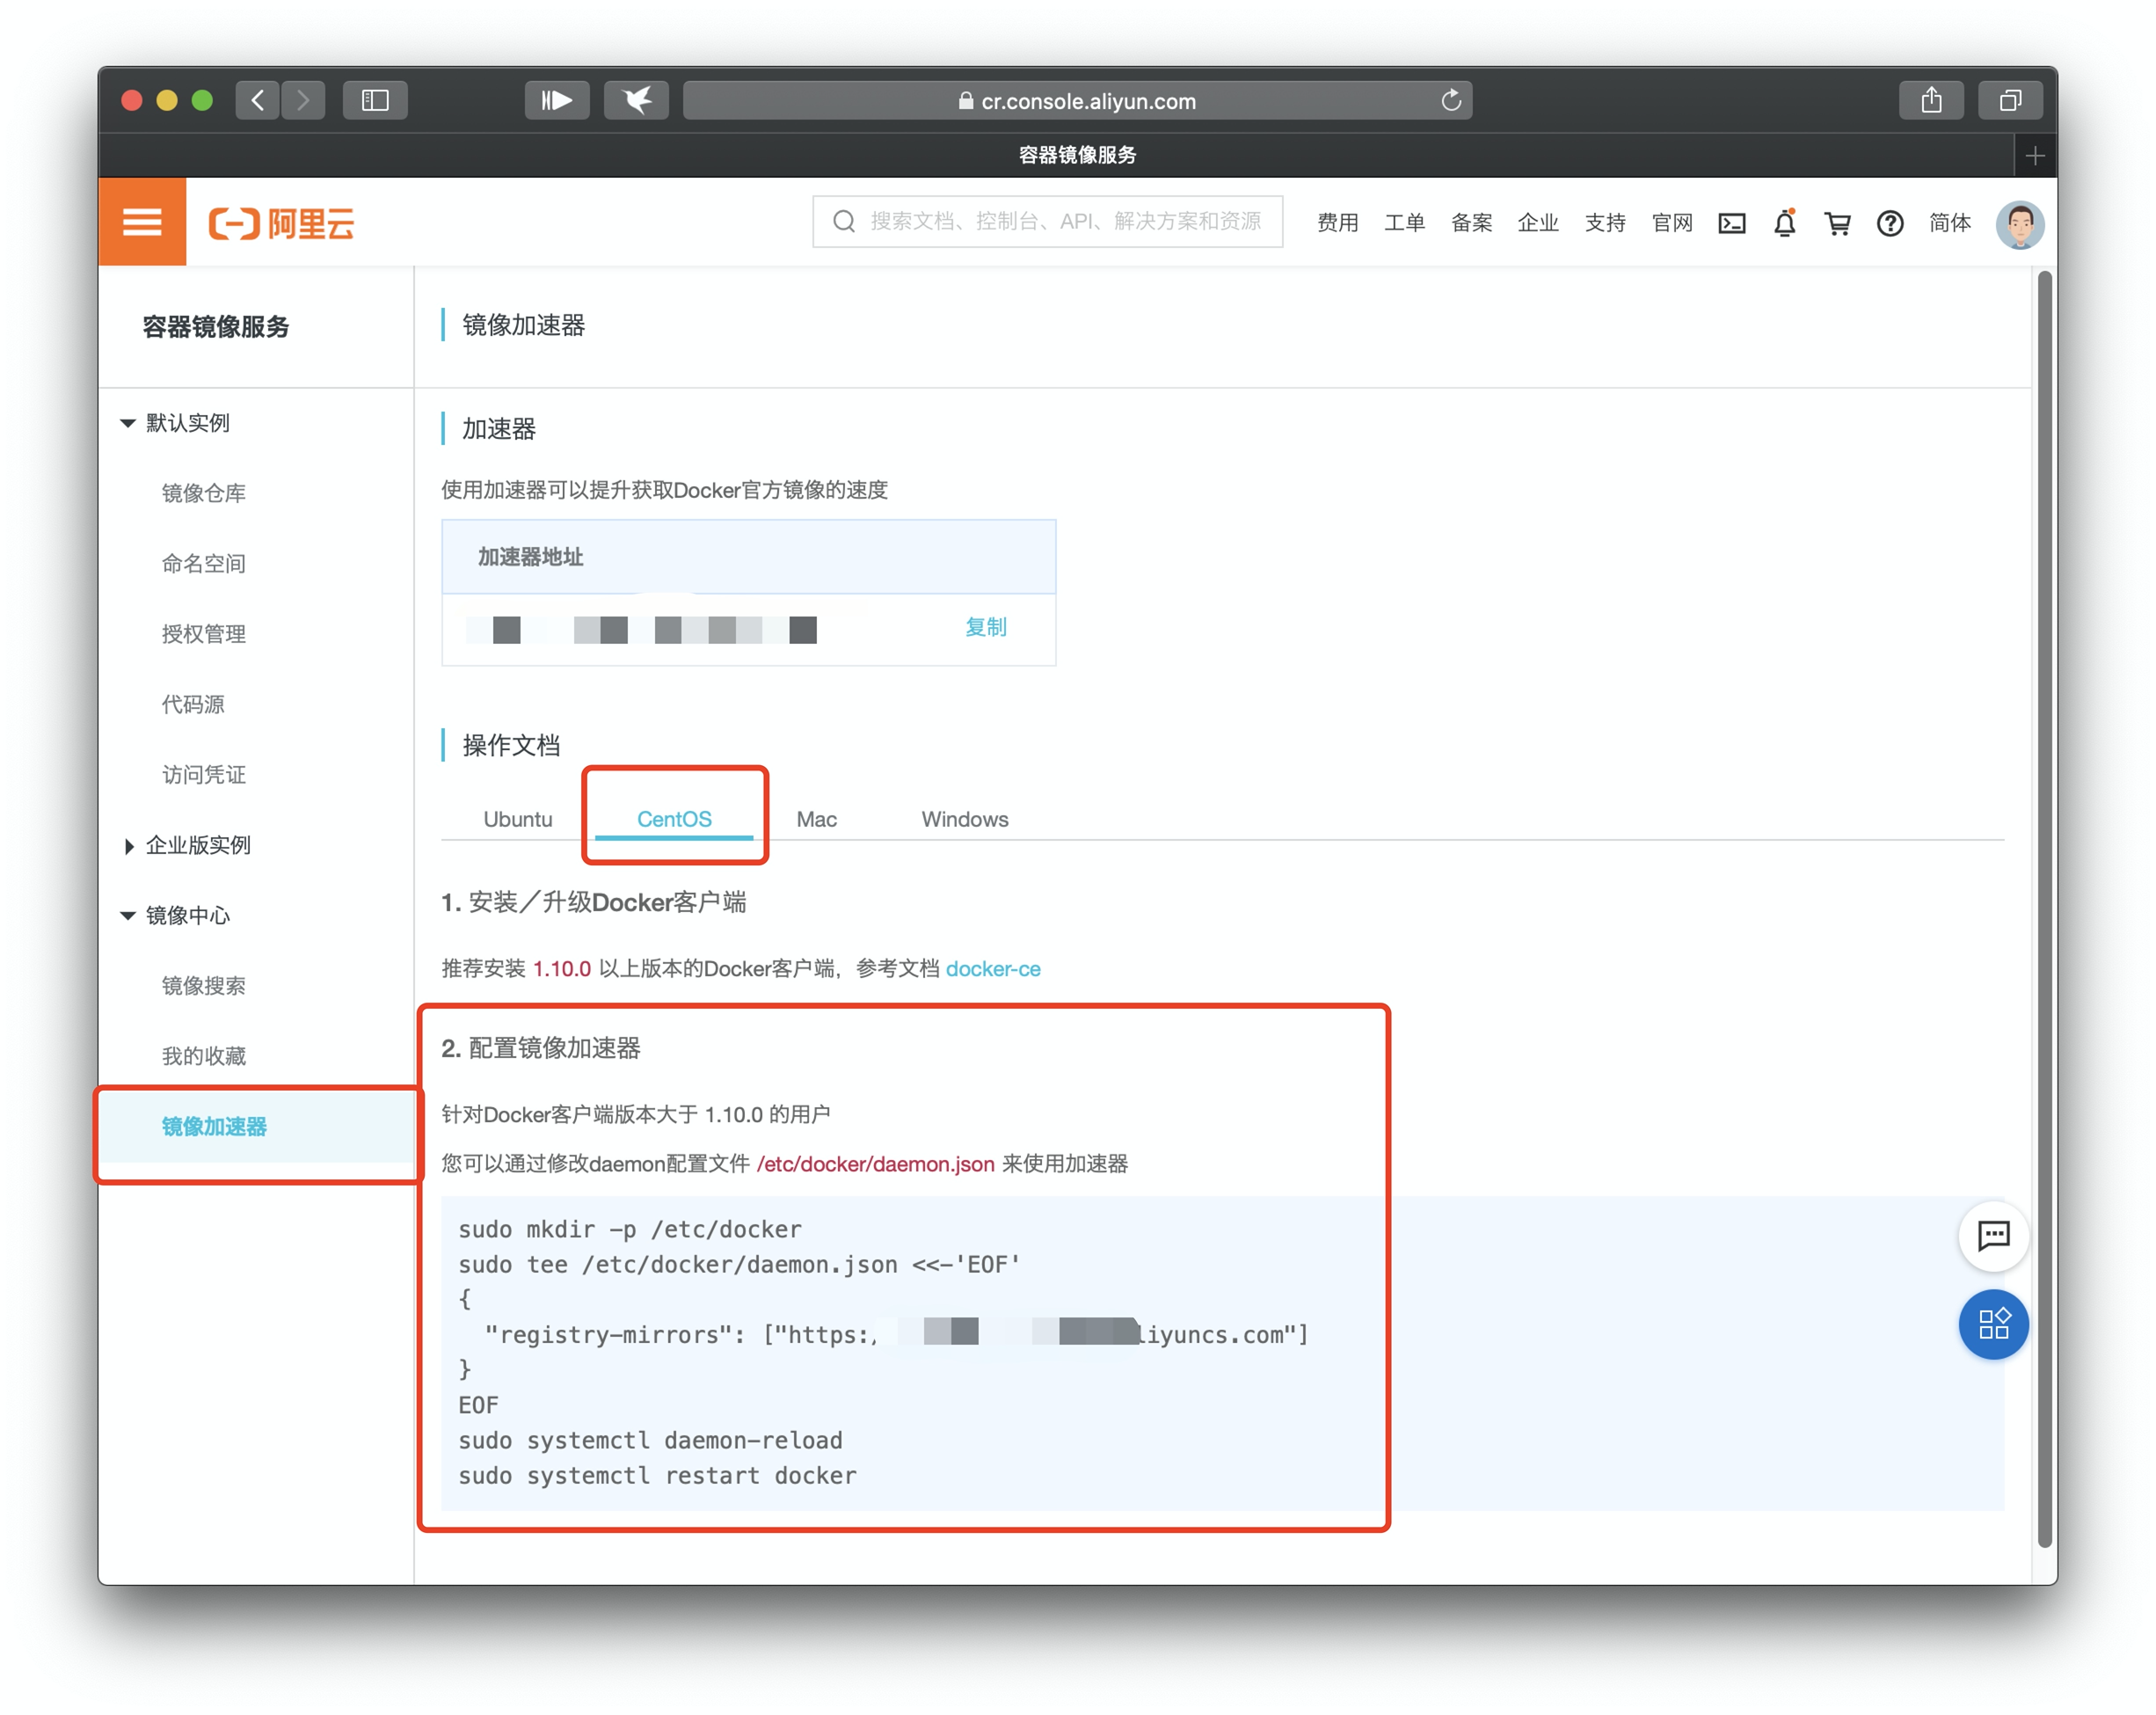 cr.console.aliyun.com
容器镜像服务
阿里云
搜索文档、控制台、API、解决方案和资源
费用 工单 备案 企业 支持 官网 简体
容器镜像服务
默认实例
镜像仓库
命名空间
授权管理
代码源
访问凭证
企业版实例
镜像中心
镜像搜索
我的收藏
镜像加速器
镜像加速器
加速器
使用加速器可以提升获取Docker官方镜像的速度
加速器地址
复制
操作文档
Ubuntu CentOS Mac Windows
1. 安装／升级Docker客户端
推荐安装 1.10.0 以上版本的Docker客户端，参考文档 docker-ce
2. 配置镜像加速器
针对Docker客户端版本大于 1.10.0 的用户
您可以通过修改daemon配置文件 /etc/docker/daemon.json 来使用加速器
sudo mkdir -p /etc/docker
sudo tee /etc/docker/daemon.json <<-'EOF'
{
"registry-mirrors": ["https:/ liyuncs.com"]
}
EOF
sudo systemctl daemon-reload
sudo systemctl restart docker